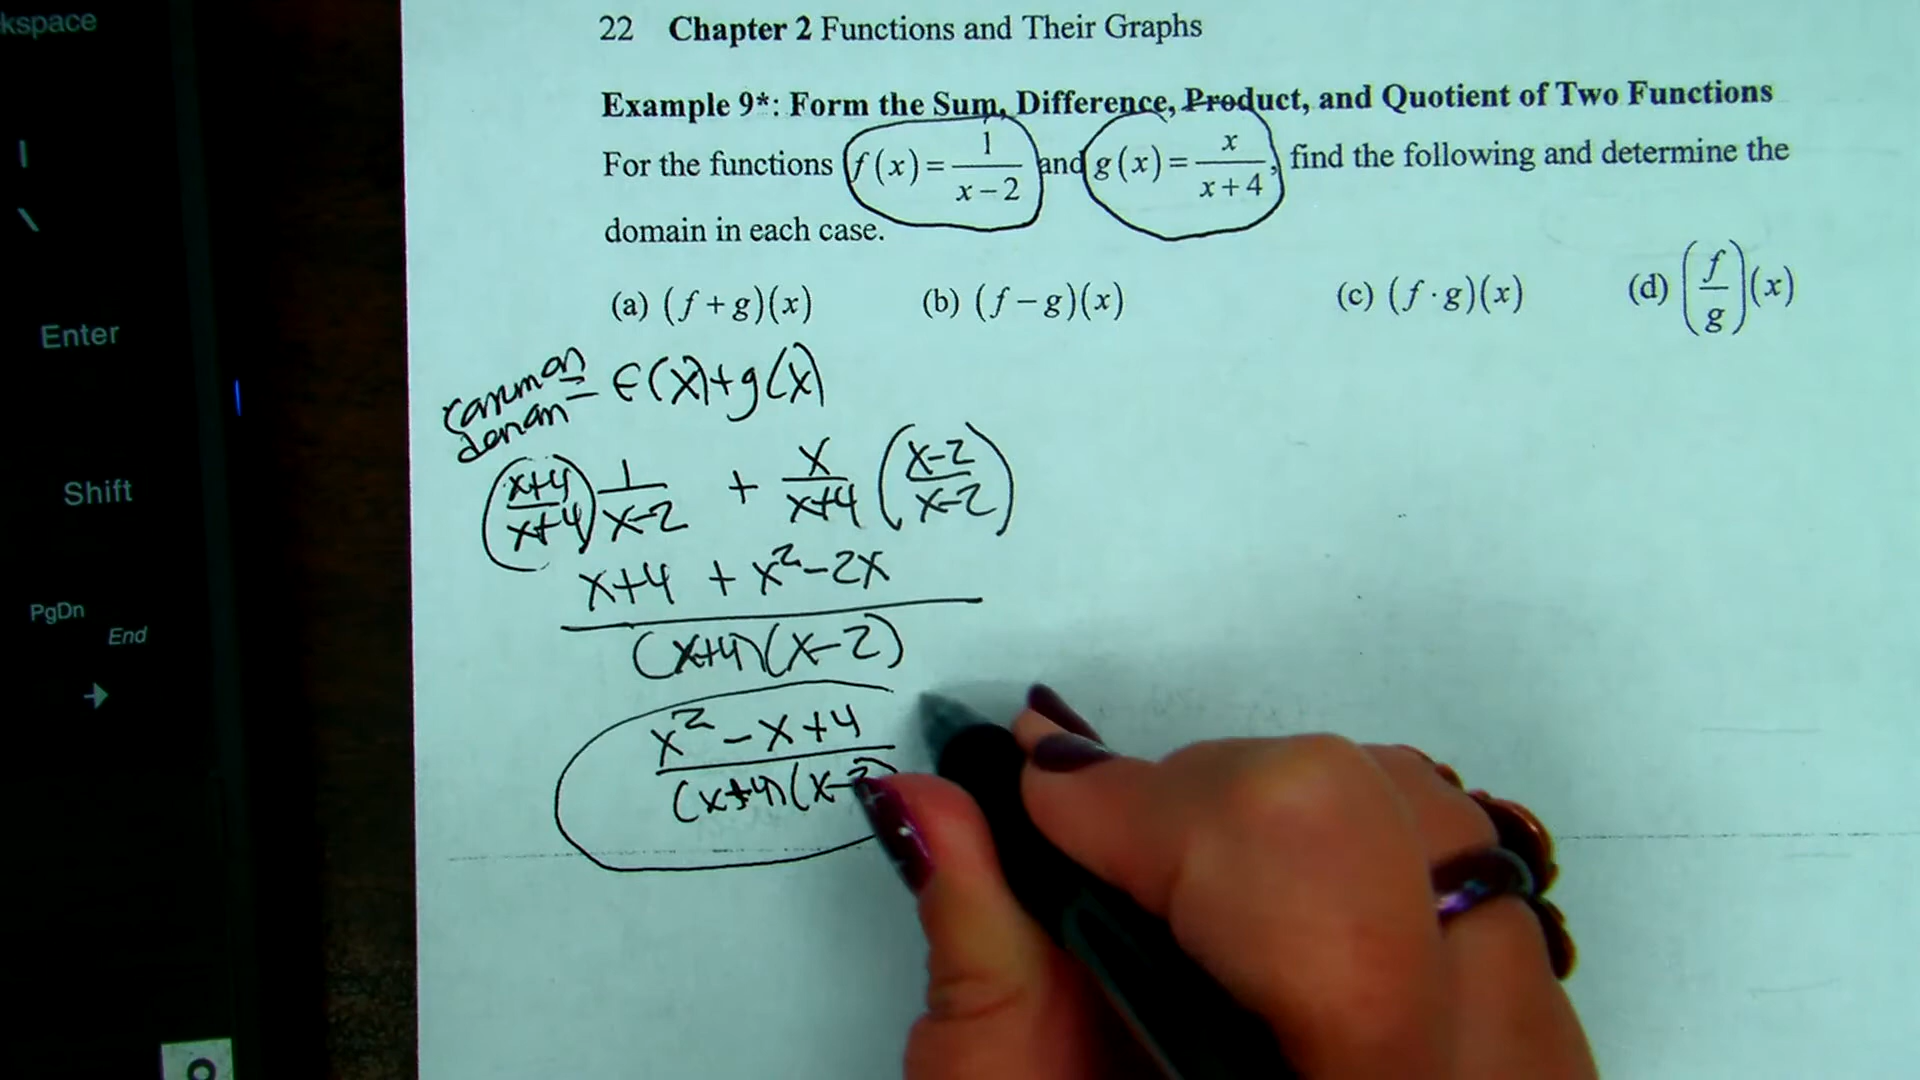 kspace
|
\
Enter
Shift
PgDn
End
→
22 Chapter 2 Functions and Their Graphs
Example 9*: Form the Sum, Difference, Product, and Quotient of Two Functions
For the functions f(x) = 1/(x − 2) and g(x) = x/(x + 4), find the following and determine the
domain in each case.
(a) (f + g)(x) (b) (f − g)(x) (c) (f · g)(x) (d) (f/g)(x)
common
denom
= f(x)+g(x)
((x+4)/(x+4)) 1/(x-2) + x/(x+4) ((x-2)/(x-2))
x+4 + x²-2x
(x+4)(x-2)
x² - x+4
(x+4)(x-2